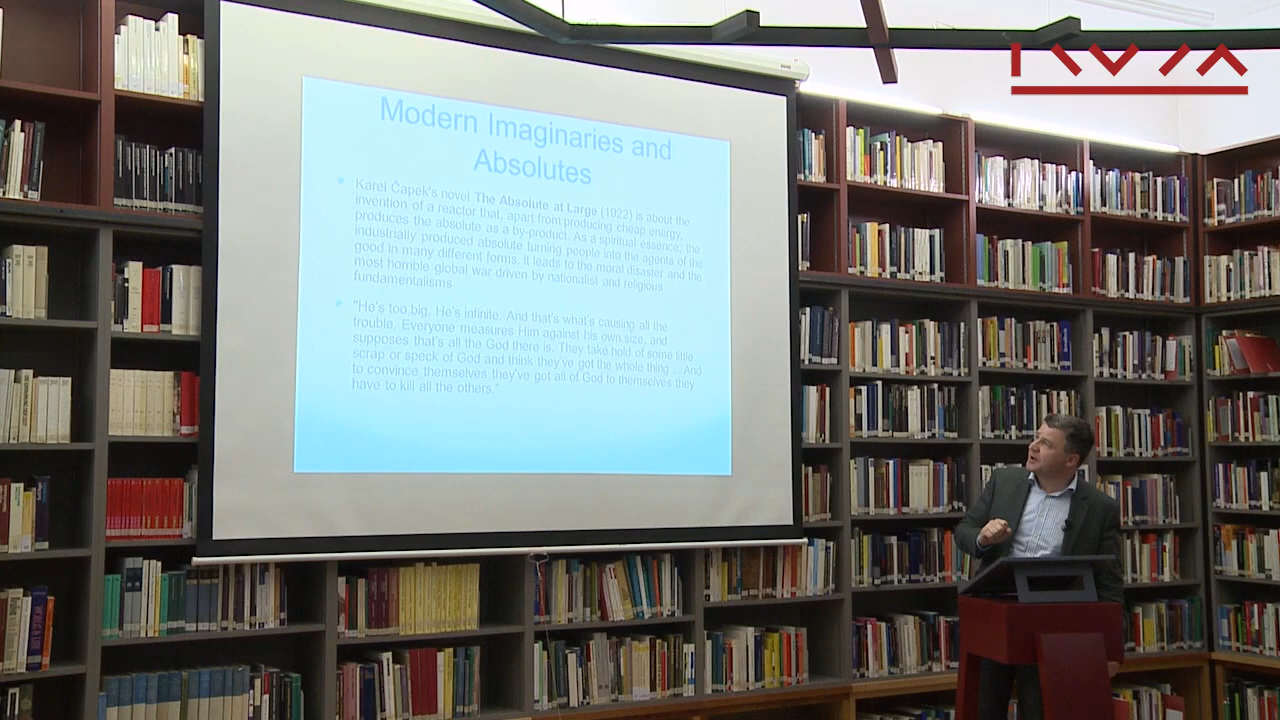 Modern Imaginaries and
Absolutes
Karel Čapek's novel The Absolute at Large (1922) is about the
invention of a reactor that, apart from producing cheap energy,
produces the absolute as a by-product. As a spiritual essence, the
industrially produced absolute turning people into the agents of the
good in many different forms. It leads to the moral disaster and the
most horrible global war driven by nationalist and religious
fundamentalisms
"He's too big. He's infinite. And that's what's causing all the
trouble. Everyone measures Him against his own size, and
supposes that's all the God there is. They take hold of some little
scrap or speck of God and think they've got the whole thing ... And
to convince themselves they've got all of God to themselves they
have to kill all the others."